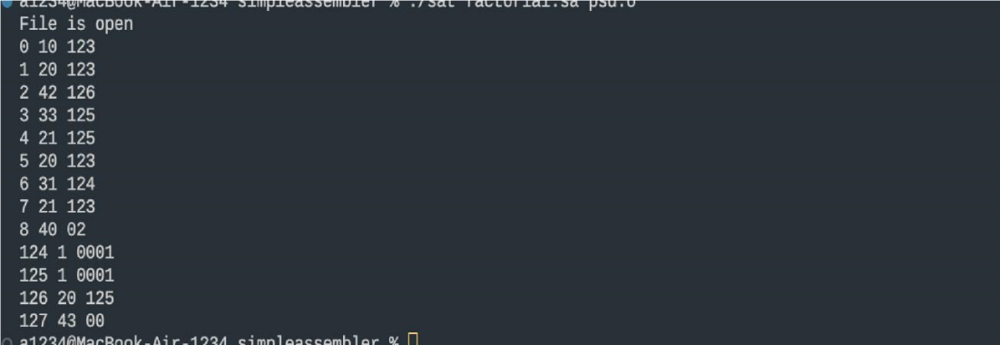 a1234@MacBook-Air-1234 simpleassembler % ./sat factorial.sa psd.o
File is open
0 10 123
1 20 123
2 42 126
3 33 125
4 21 125
5 20 123
6 31 124
7 21 123
8 40 02
124 1 0001
125 1 0001
126 20 125
127 43 00
a1234@MacBook-Air-1234 simpleassembler %